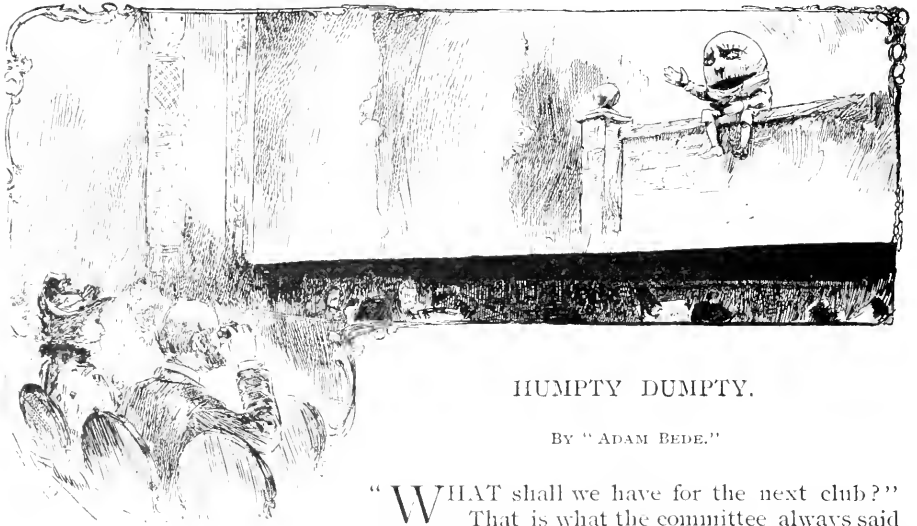 HUMPTY DUMPTY.
BY "ADAM BEDE."
"WHAT shall we have for the next club?"
That is what the committee always said